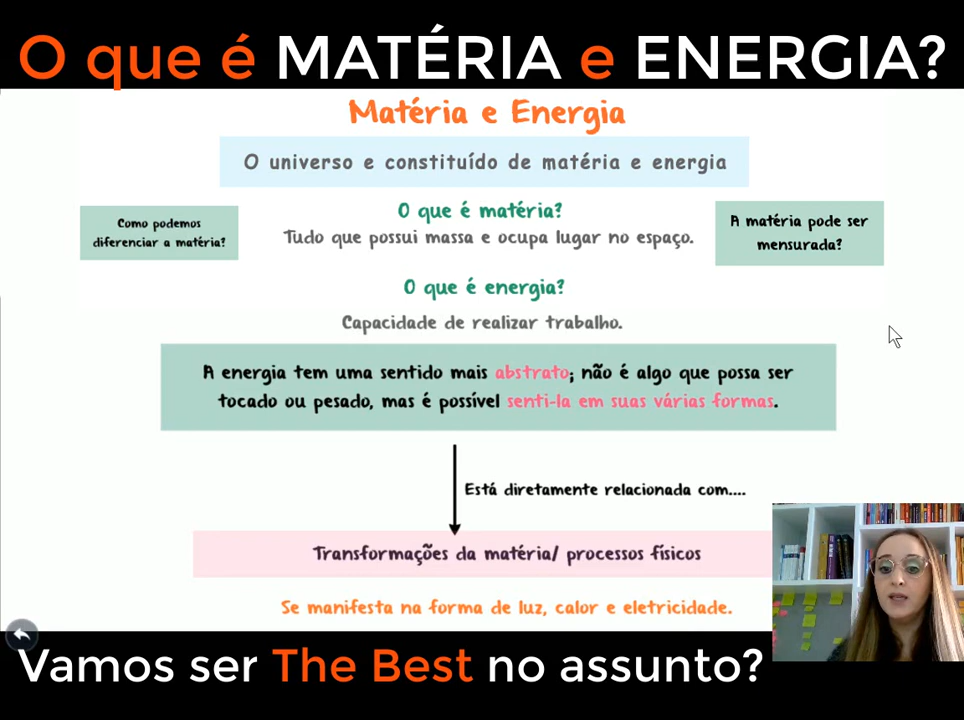 O que é MATÉRIA e ENERGIA?
Matéria e Energia
O universo e constituído de matéria e energia
Como podemos
diferenciar a matéria?
O que é matéria?
Tudo que possui massa e ocupa lugar no espaço.
A matéria pode ser
mensurada?
O que é energia?
Capacidade de realizar trabalho.
A energia tem uma sentido mais abstrato; não é algo que possa ser
tocado ou pesado, mas é possível senti-la em suas várias formas.
Está diretamente relacionada com....
Transformações da matéria/ processos físicos
Se manifesta na forma de luz, calor e eletricidade.
Vamos ser The Best no assunto?